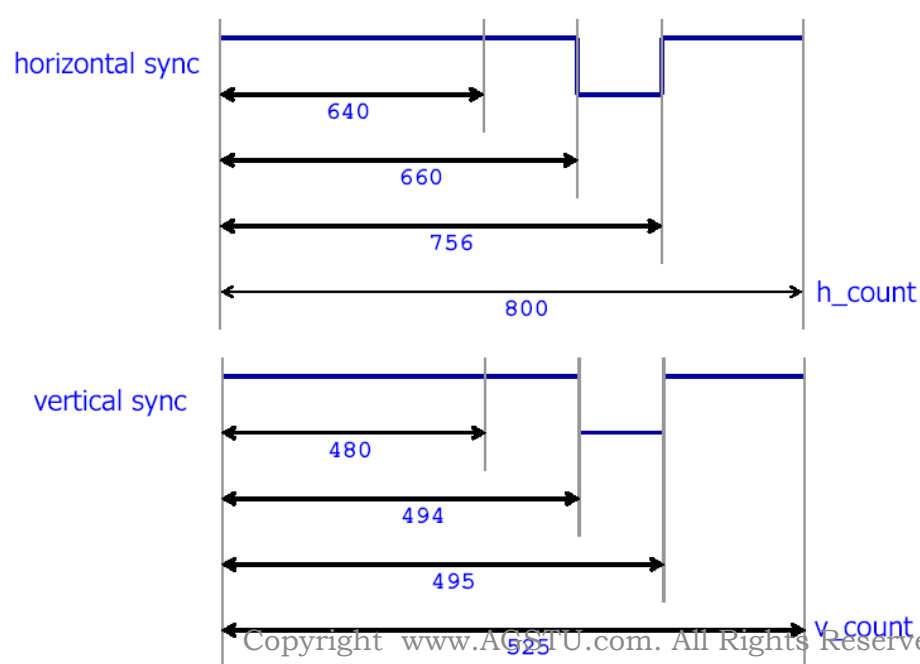 horizontal sync
640
660
756
800
h_count
vertical sync
480
494
495
525
v_count
Copyright www.AGSTU.com. All Rights Reserve